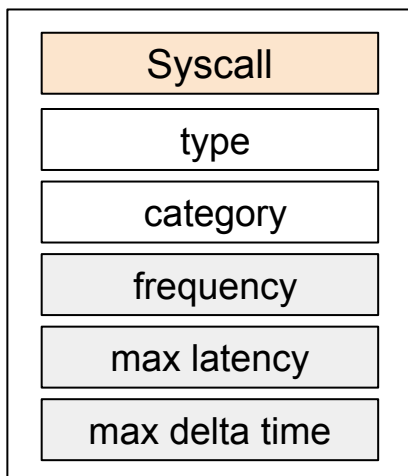 Syscall
type
category
frequency
max latency
max delta time